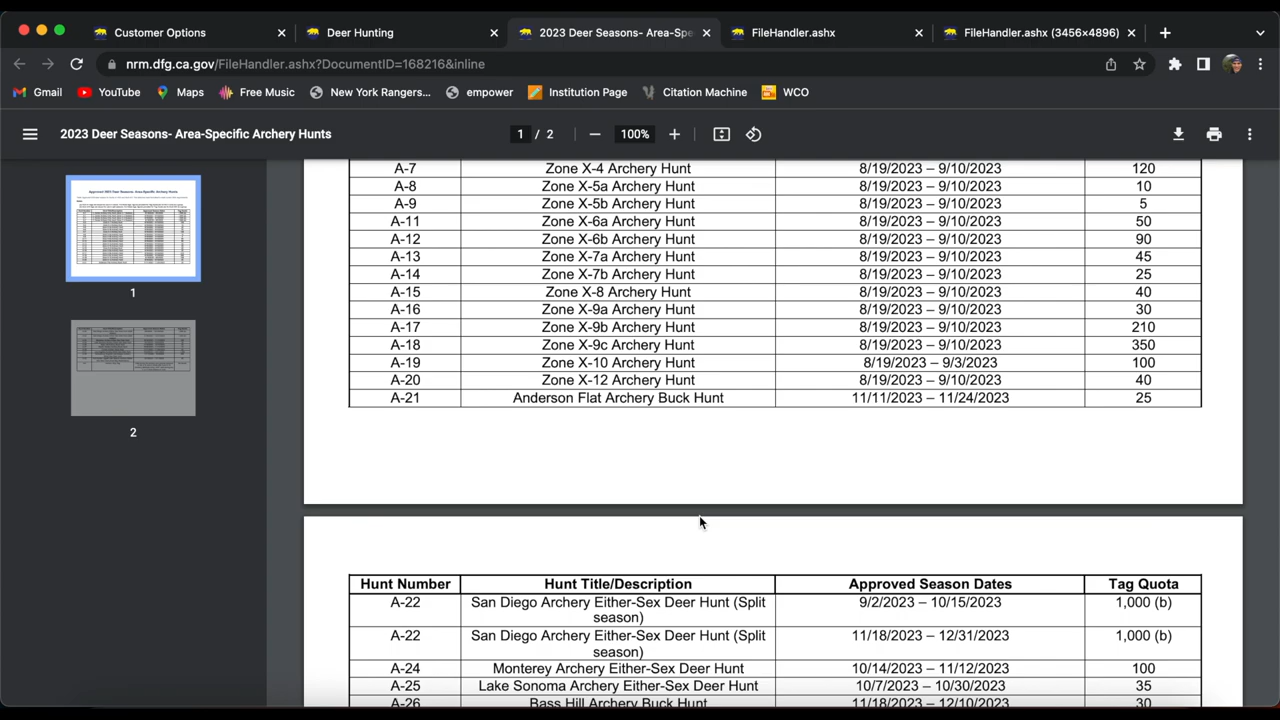 Customer Options
Deer Hunting
2023 Deer Seasons- Area-Spe
FileHandler.ashx
FileHandler.ashx (3456×4896)
nrm.dfg.ca.gov/FileHandler.ashx?DocumentID=168216&inline
Gmail YouTube Maps Free Music New York Rangers... empower Institution Page Citation Machine WCO
2023 Deer Seasons- Area-Specific Archery Hunts
1 / 2
100%
A-7 Zone X-4 Archery Hunt 8/19/2023 – 9/10/2023 120
A-8 Zone X-5a Archery Hunt 8/19/2023 – 9/10/2023 10
A-9 Zone X-5b Archery Hunt 8/19/2023 – 9/10/2023 5
A-11 Zone X-6a Archery Hunt 8/19/2023 – 9/10/2023 50
A-12 Zone X-6b Archery Hunt 8/19/2023 – 9/10/2023 90
A-13 Zone X-7a Archery Hunt 8/19/2023 – 9/10/2023 45
A-14 Zone X-7b Archery Hunt 8/19/2023 – 9/10/2023 25
A-15 Zone X-8 Archery Hunt 8/19/2023 – 9/10/2023 40
A-16 Zone X-9a Archery Hunt 8/19/2023 – 9/10/2023 30
A-17 Zone X-9b Archery Hunt 8/19/2023 – 9/10/2023 210
A-18 Zone X-9c Archery Hunt 8/19/2023 – 9/10/2023 350
A-19 Zone X-10 Archery Hunt 8/19/2023 – 9/3/2023 100
A-20 Zone X-12 Archery Hunt 8/19/2023 – 9/10/2023 40
A-21 Anderson Flat Archery Buck Hunt 11/11/2023 – 11/24/2023 25
1
2
Hunt Number Hunt Title/Description Approved Season Dates Tag Quota
A-22 San Diego Archery Either-Sex Deer Hunt (Split 9/2/2023 – 10/15/2023 1,000 (b)
season)
A-22 San Diego Archery Either-Sex Deer Hunt (Split 11/18/2023 – 12/31/2023 1,000 (b)
season)
A-24 Monterey Archery Either-Sex Deer Hunt 10/14/2023 – 11/12/2023 100
A-25 Lake Sonoma Archery Either-Sex Deer Hunt 10/7/2023 – 10/30/2023 35
A-26 Bass Hill Archery Buck Hunt 11/18/2023 – 12/10/2023 30